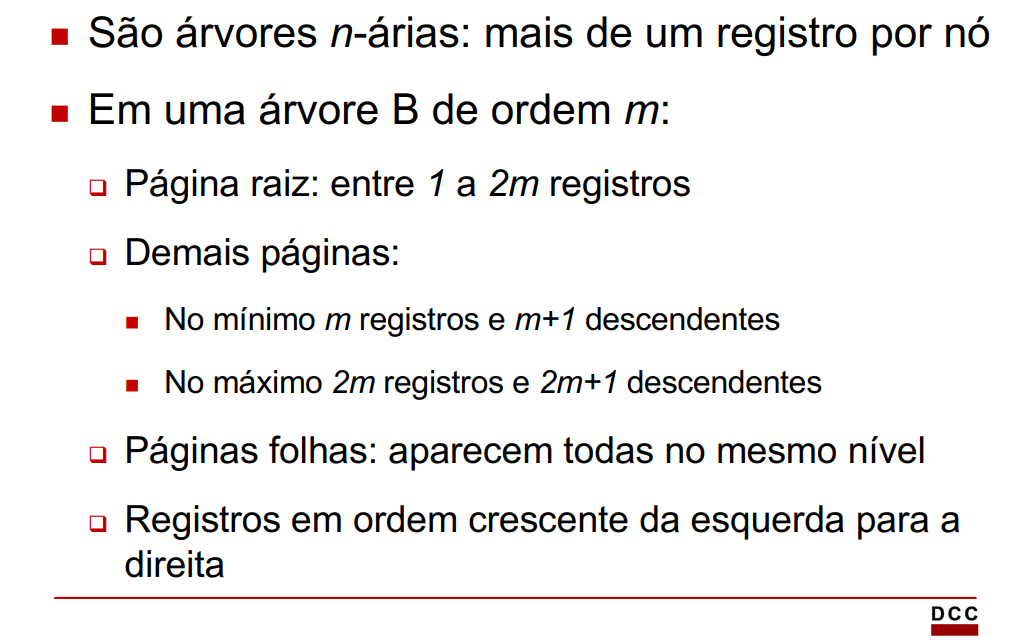 São árvores n-árias: mais de um registro por nó
Em uma árvore B de ordem m:
Página raiz: entre 1 a 2m registros
Demais páginas:
No mínimo m registros e m+1 descendentes
No máximo 2m registros e 2m+1 descendentes
Páginas folhas: aparecem todas no mesmo nível
Registros em ordem crescente da esquerda para a
direita
DCC